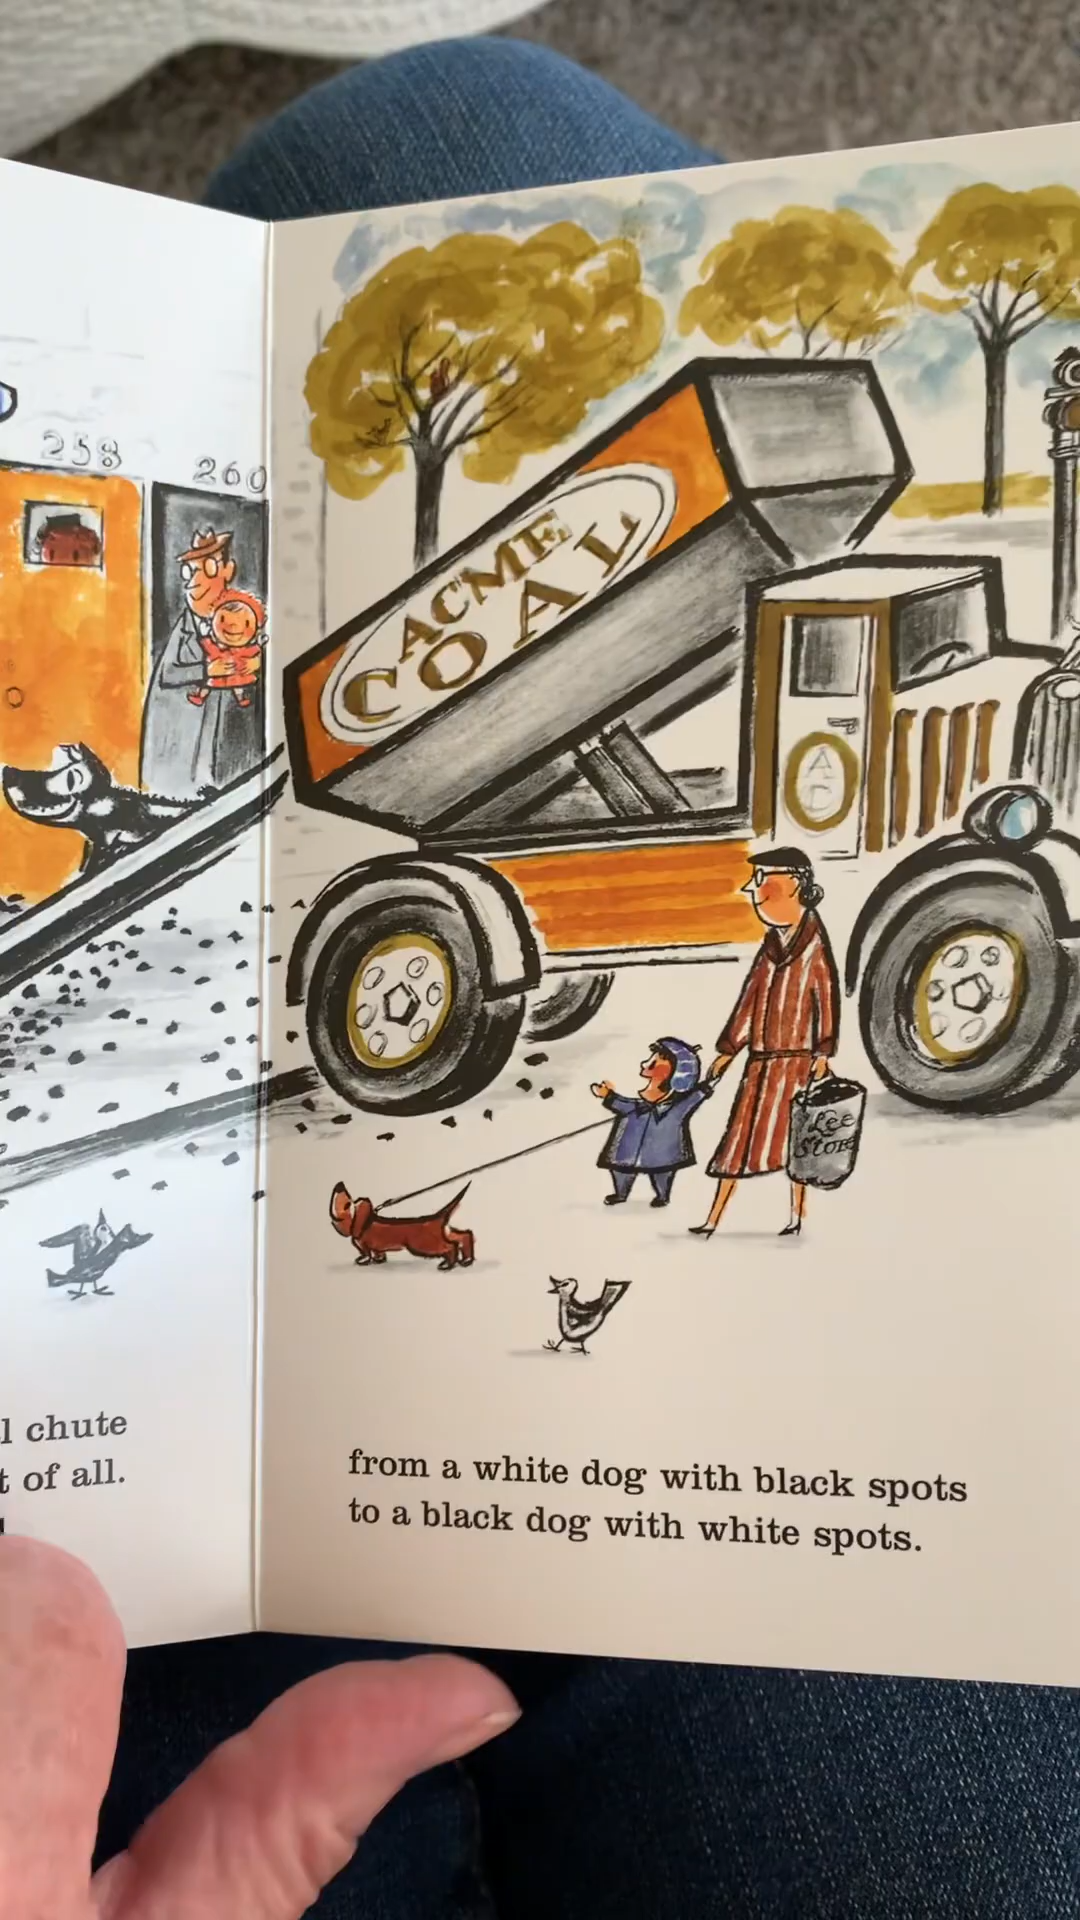 258
260
ACME
COAL
A
C
Lee
Store
l chute
t of all.
from a white dog with black spots
to a black dog with white spots.